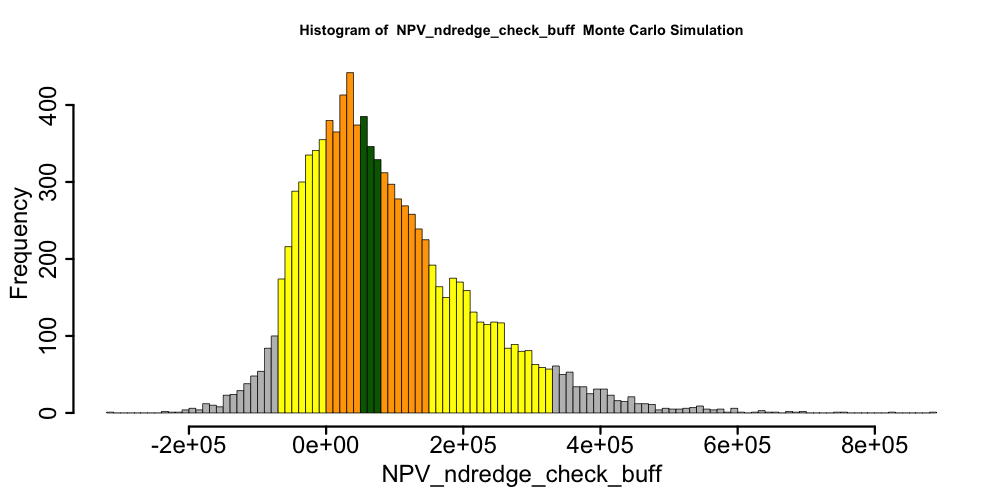 Histogram of NPV_ndredge_check_buff Monte Carlo Simulation
Frequency
400
300
200
100
0
-2e+05 0e+00 2e+05 4e+05 6e+05 8e+05
NPV_ndredge_check_buff